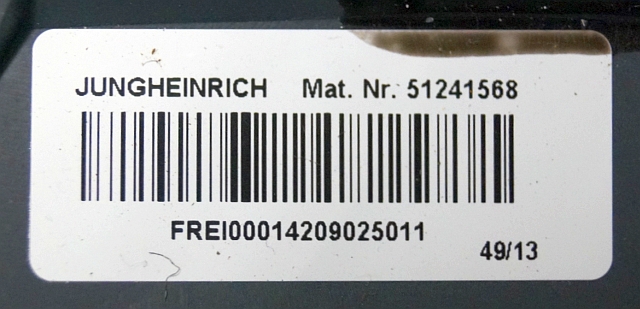 JUNGHEINRICH Mat. Nr. 51241568
FREI00014209025011
49/13